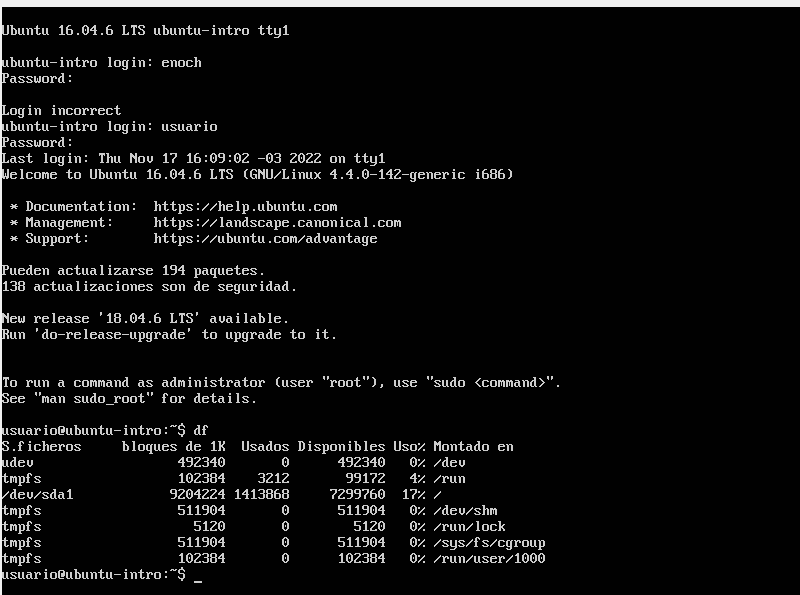 Ubuntu 16.04.6 LTS ubuntu-intro tty1
ubuntu-intro login: enoch
Password:
Login incorrect
ubuntu-intro login: usuario
Password:
Last login: Thu Nov 17 16:09:02 -03 2022 on tty1
Welcome to Ubuntu 16.04.6 LTS (GNU/Linux 4.4.0-142-generic i686)
 * Documentation:  https://help.ubuntu.com
 * Management:     https://landscape.canonical.com
 * Support:        https://ubuntu.com/advantage
Pueden actualizarse 194 paquetes.
138 actualizaciones son de seguridad.
New release '18.04.6 LTS' available.
Run 'do-release-upgrade' to upgrade to it.
To run a command as administrator (user "root"), use "sudo <command>".
See "man sudo_root" for details.
usuario@ubuntu-intro:~$ df
S.ficheros     bloques de 1K  Usados Disponibles Uso% Montado en
udev                  492340       0      492340   0% /dev
tmpfs                 102384    3212       99172   4% /run
/dev/sda1            9204224 1413868     7299760  17% /
tmpfs                 511904       0      511904   0% /dev/shm
tmpfs                   5120       0        5120   0% /run/lock
tmpfs                 511904       0      511904   0% /sys/fs/cgroup
tmpfs                 102384       0      102384   0% /run/user/1000
usuario@ubuntu-intro:~$ _